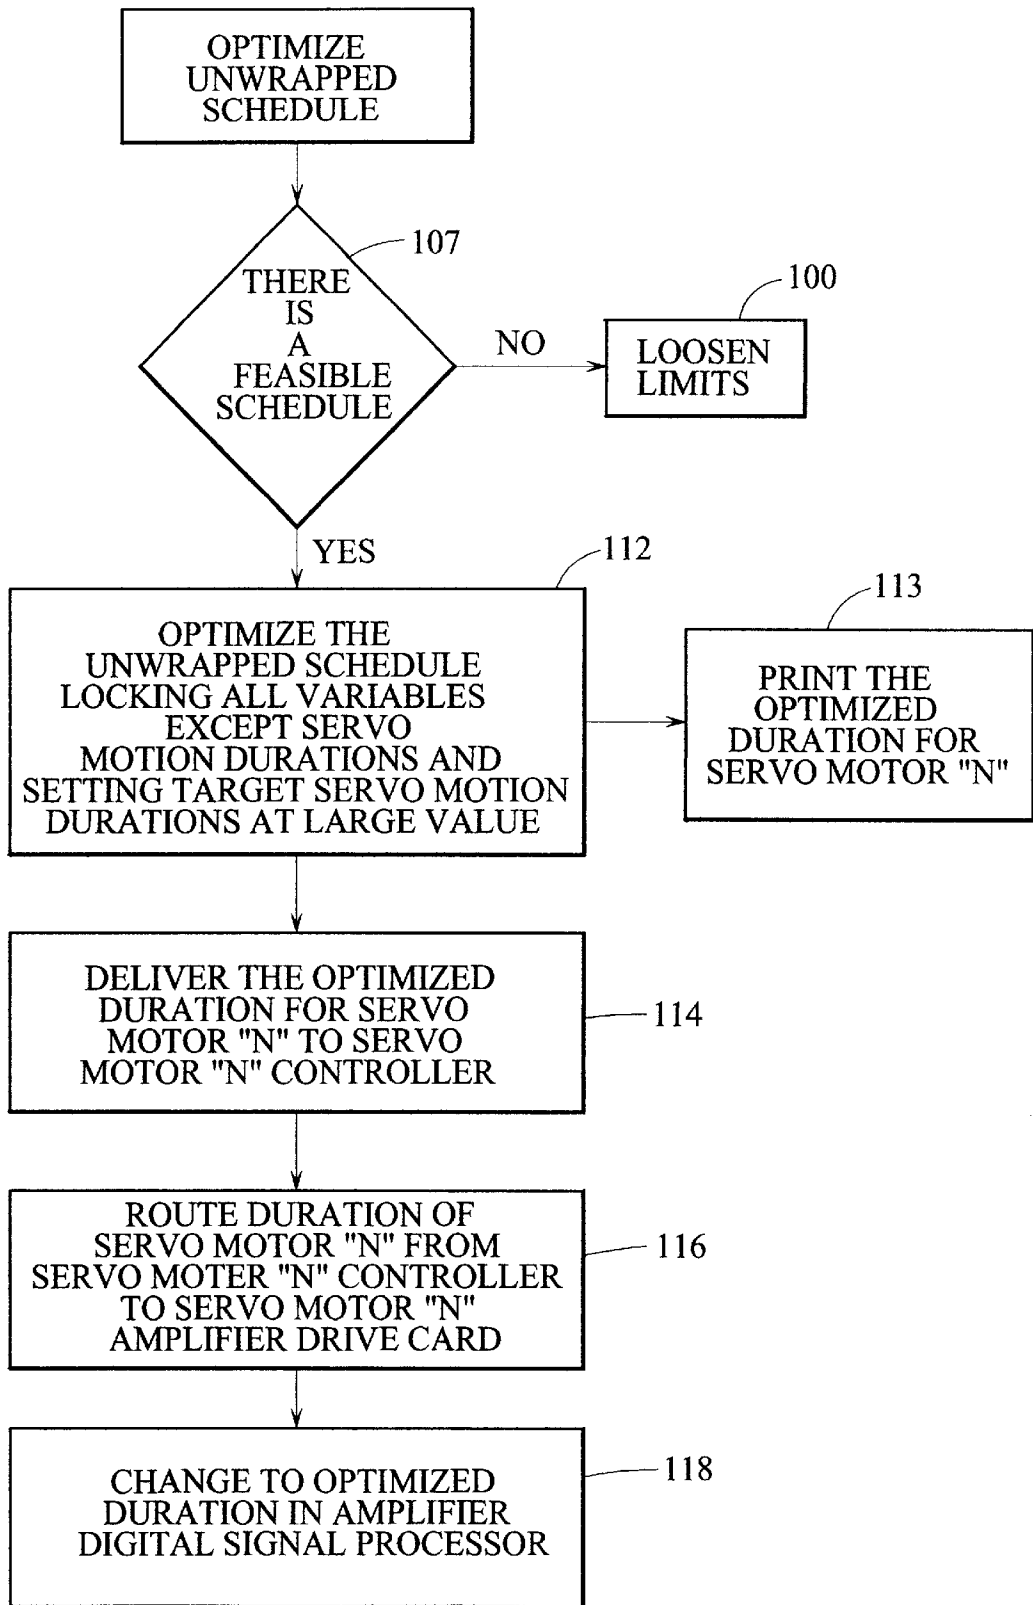 OPTIMIZE
UNWRAPPED
SCHEDULE
107
THERE
IS
A
FEASIBLE
SCHEDULE
NO
100
LOOSEN
LIMITS
YES
112
OPTIMIZE THE
UNWRAPPED SCHEDULE
LOCKING ALL VARIABLES
EXCEPT SERVO
MOTION DURATIONS AND
SETTING TARGET SERVO MOTION
DURATIONS AT LARGE VALUE
113
PRINT THE
OPTIMIZED
DURATION FOR
SERVO MOTOR "N"
DELIVER THE OPTIMIZED
DURATION FOR SERVO
MOTOR "N" TO SERVO
MOTOR "N" CONTROLLER
114
ROUTE DURATION OF
SERVO MOTOR "N" FROM
SERVO MOTER "N" CONTROLLER
TO SERVO MOTOR "N"
AMPLIFIER DRIVE CARD
116
CHANGE TO OPTIMIZED
DURATION IN AMPLIFIER
DIGITAL SIGNAL PROCESSOR
118